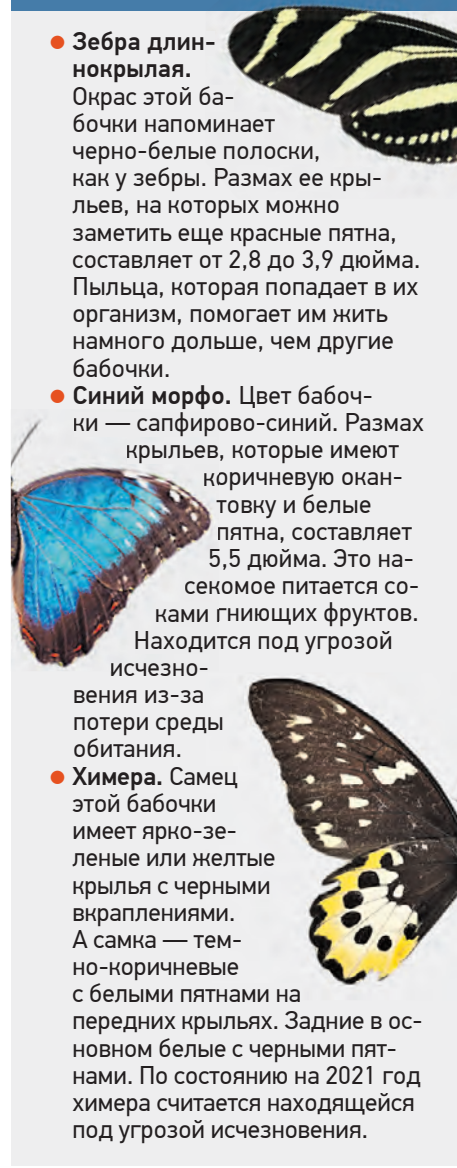 ● Зебра длин-
нокрылая.
Окрас этой ба-
бочки напоминает
черно-белые полоски,
как у зебры. Размах ее кры-
льев, на которых можно
заметить еще красные пятна,
составляет от 2,8 до 3,9 дюйма.
Пыльца, которая попадает в их
организм, помогает им жить
намного дольше, чем другие
бабочки.
● Синий морфо. Цвет бабоч-
ки — сапфирово-синий. Размах
крыльев, которые имеют
коричневую окан-
товку и белые
пятна, составляет
5,5 дюйма. Это на-
секомое питается со-
ками гниющих фруктов.
Находится под угрозой
исчезно-
вения из-за
потери среды
обитания.
● Химера. Самец
этой бабочки
имеет ярко-зе-
леные или желтые
крылья с черными
вкраплениями.
А самка — тем-
но-коричневые
с белыми пятнами на
передних крыльях. Задние в ос-
новном белые с черными пят-
нами. По состоянию на 2021 год
химера считается находящейся
под угрозой исчезновения.